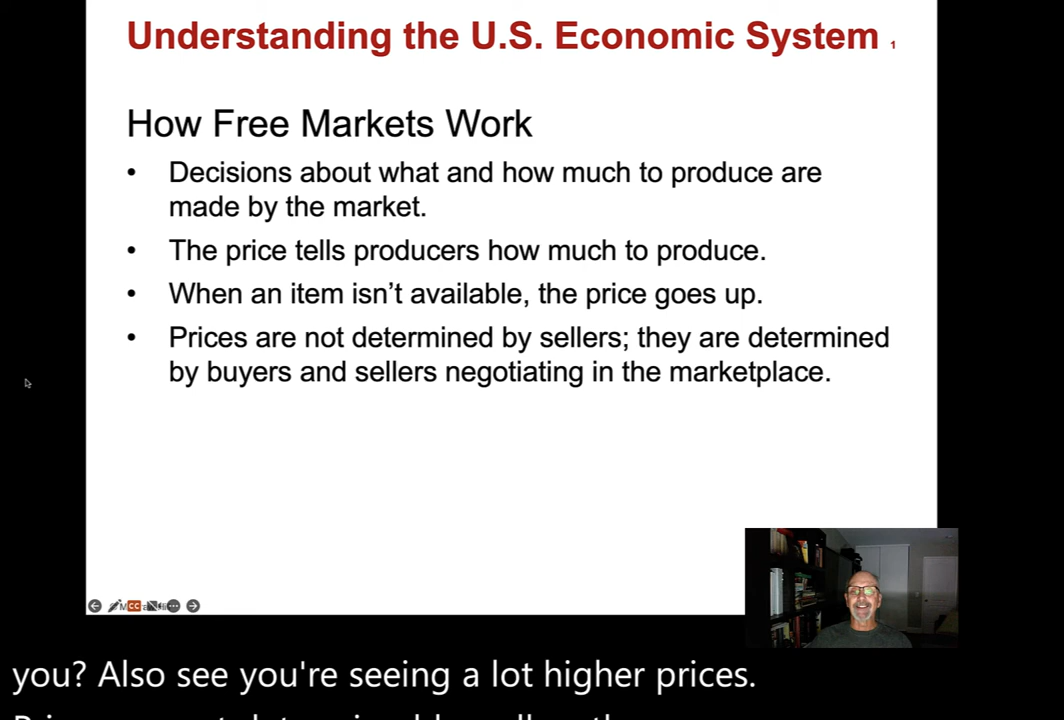 Understanding the U.S. Economic System 1
How Free Markets Work
• Decisions about what and how much to produce are
made by the market.
• The price tells producers how much to produce.
• When an item isn't available, the price goes up.
• Prices are not determined by sellers; they are determined
by buyers and sellers negotiating in the marketplace.
CC
you? Also see you're seeing a lot higher prices.